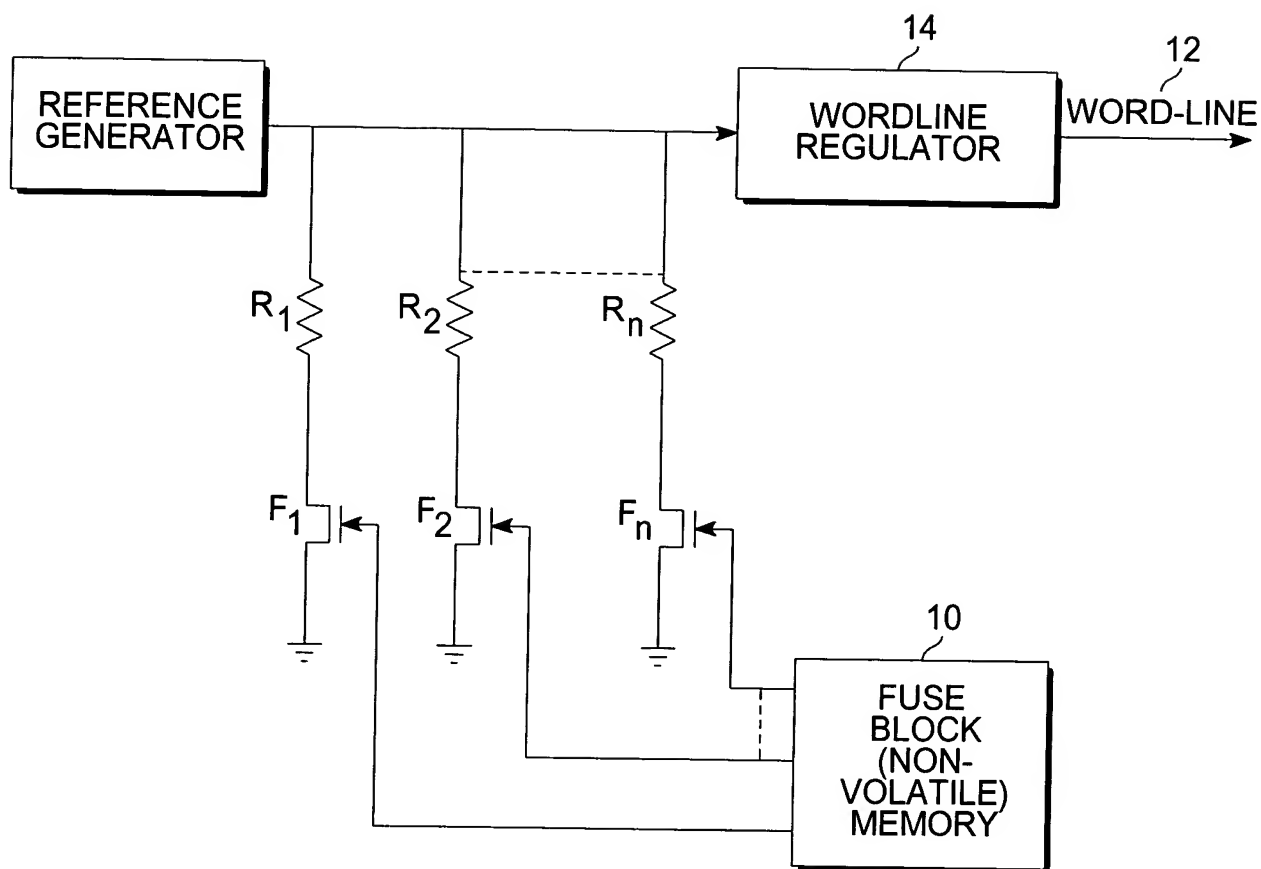 14
12
REFERENCE
GENERATOR
WORDLINE
REGULATOR
WORD-LINE
R1
R2
Rn
F1
F2
Fn
10
FUSE
BLOCK
(NON-
VOLATILE)
MEMORY